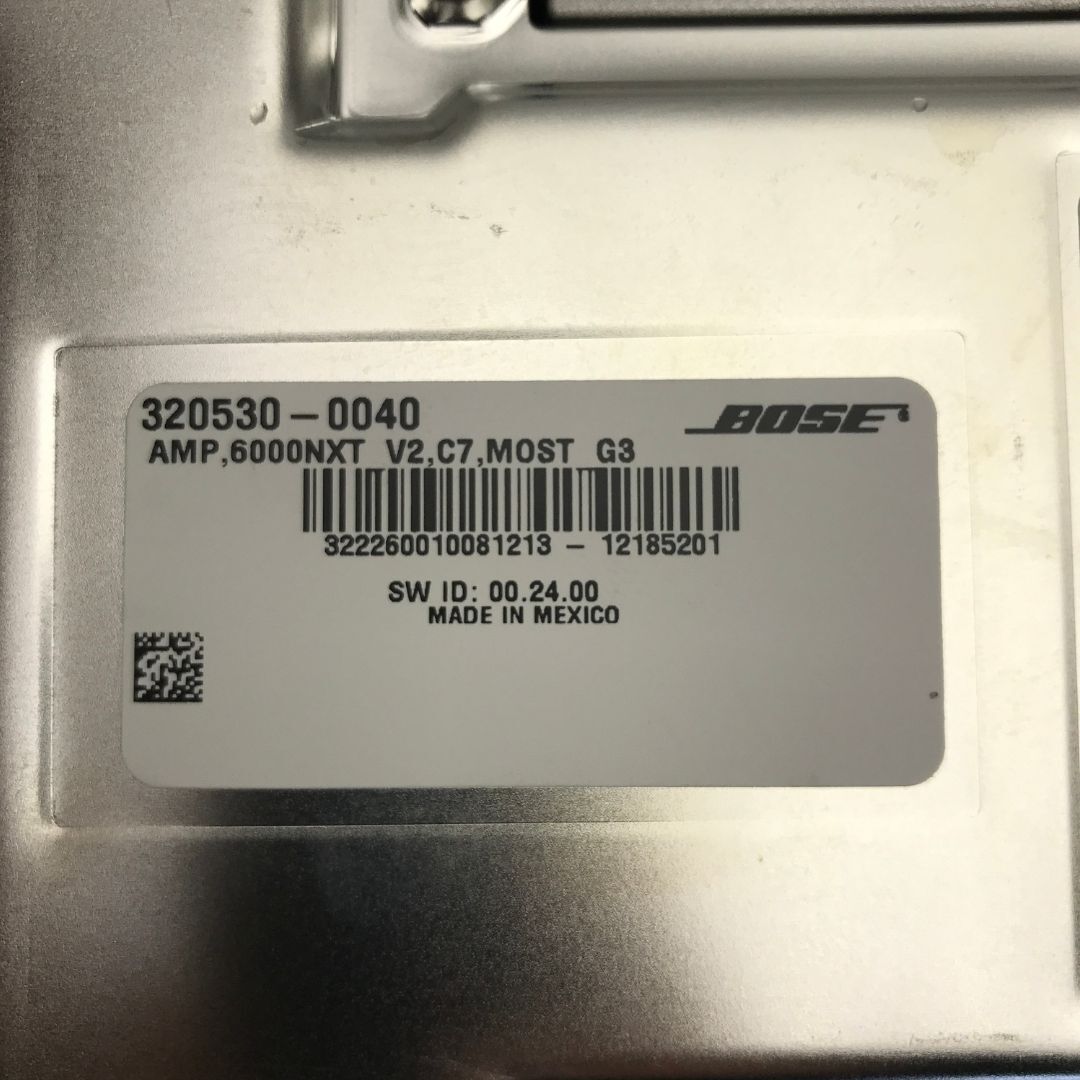 320530-0040
BOSE
AMP,6000NXT V2,C7,MOST G3
322260010081213 - 12185201
SW ID: 00.24.00
MADE IN MEXICO